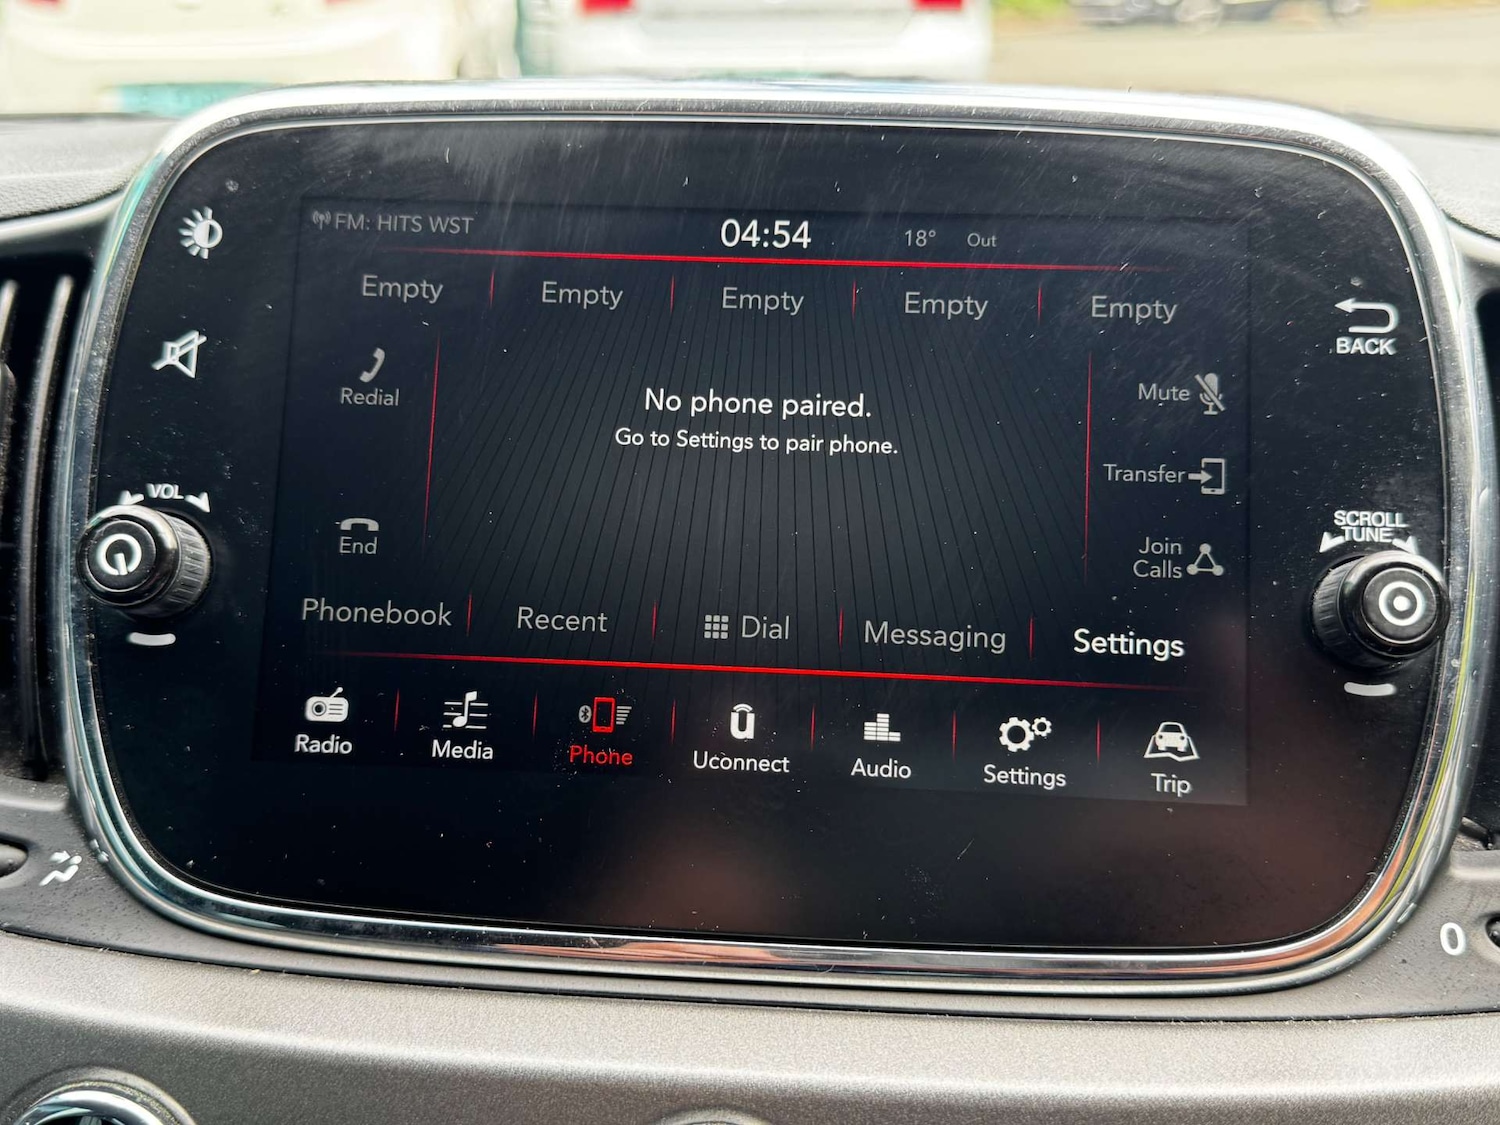 FM: HITS WST
04:54
18° Out
Empty
Empty
Empty
Empty
Empty
BACK
Redial
No phone paired.
Go to Settings to pair phone.
Mute
Transfer
VOL
SCROLL
TUNE
End
Join
Calls
Phonebook
Recent
Dial
Messaging
Settings
Radio
Media
Phone
Uconnect
Audio
Settings
Trip
0